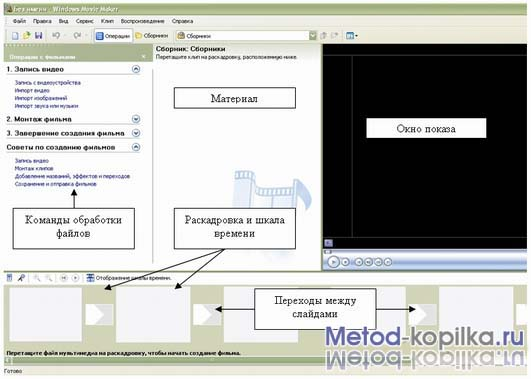 Без имени - Windows Movie Maker
Файл Правка Вид Сервис Клип Воспроизведение Справка
Операции Сборники Сборники
Операции с фильмами
1. Запись видео
Запись с видеоустройства
Импорт видео
Импорт изображений
Импорт звука или музыки
2. Монтаж фильма
3. Завершение создания фильма
Советы по созданию фильмов
Запись видео
Монтаж клипов
Добавление названий, эффектов и переходов
Сохранение и отправка фильмов
Сборник: Сборники
Перетащите клип на раскадровку, расположенную ниже.
Материал
Окно показа
Команды обработки
файлов
Раскадровка и шкала
времени
Отображение шкалы времени
Переходы между
слайдами
Metod-kopilka.ru
Перетащите файл мультимедиа на раскадровку, чтобы начать создание фильма.
Готово